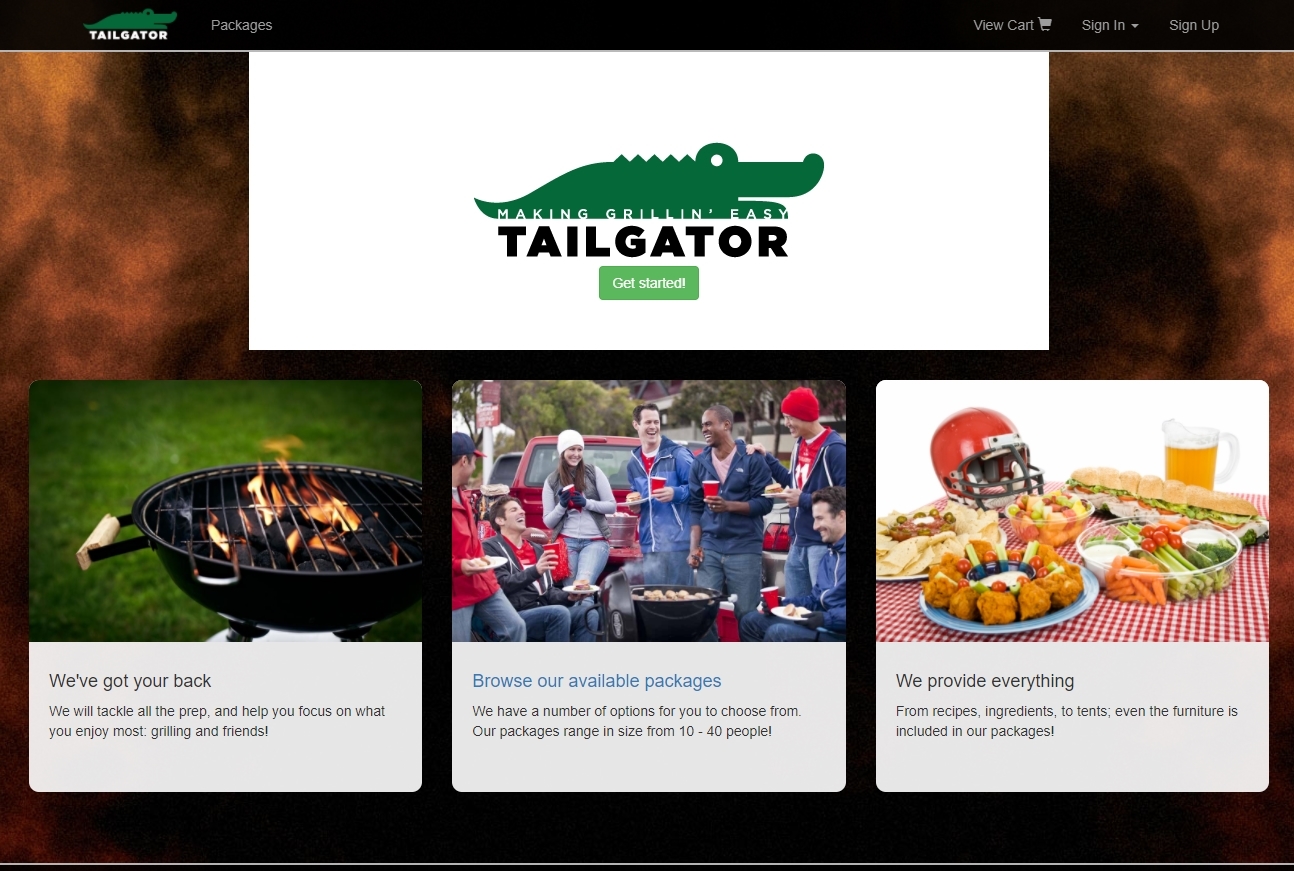 TAILGATOR
Packages
View Cart
Sign In
Sign Up
MAKING GRILLIN' EASY
TAILGATOR
Get started!
We've got your back
We will tackle all the prep, and help you focus on what
you enjoy most: grilling and friends!
Browse our available packages
We have a number of options for you to choose from.
Our packages range in size from 10 - 40 people!
We provide everything
From recipes, ingredients, to tents; even the furniture is
included in our packages!